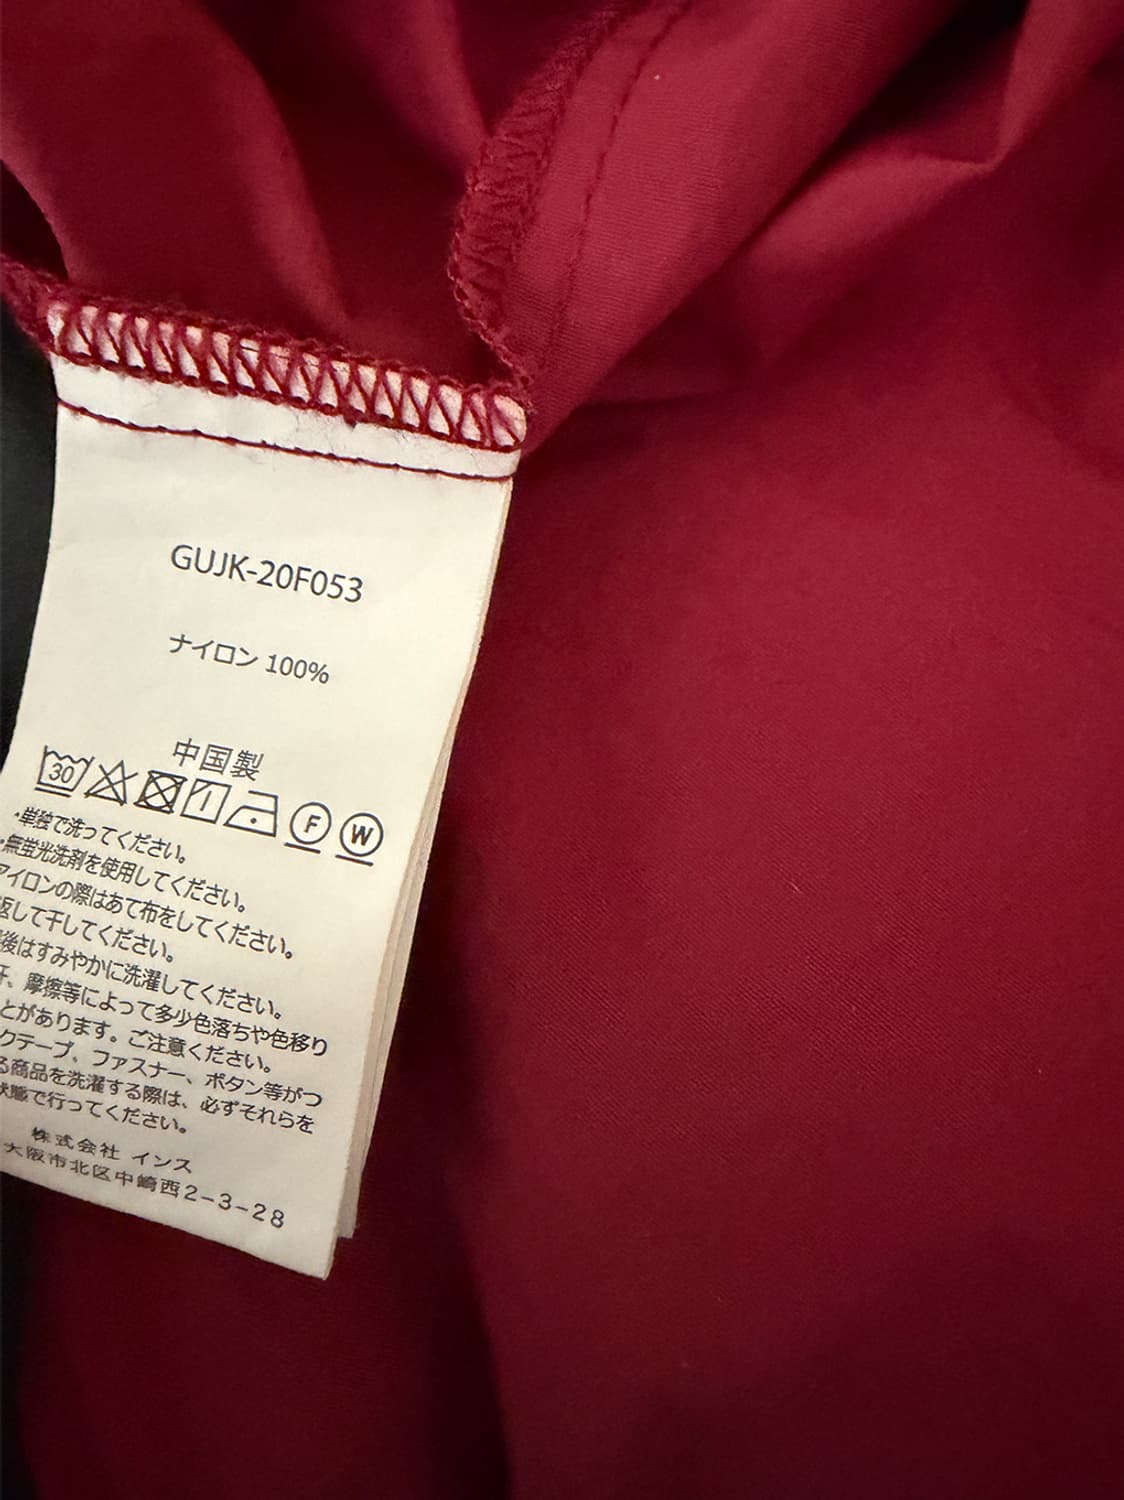 GUJK-20F053
ナイロン 100%
中国製
30
F W
・単独で洗ってください。
・無蛍光洗剤を使用してください。
アイロンの際はあて布をしてください。
返して干してください。
後はすみやかに洗濯してください。
汗、摩擦等によって多少色落ちや色移り
とがあります。ご注意ください。
クテープ、ファスナー、ボタン等がつ
る商品を洗濯する際は、必ずそれらを
状態で行ってください。
株式会社 インス
大阪市北区中崎西2-3-28